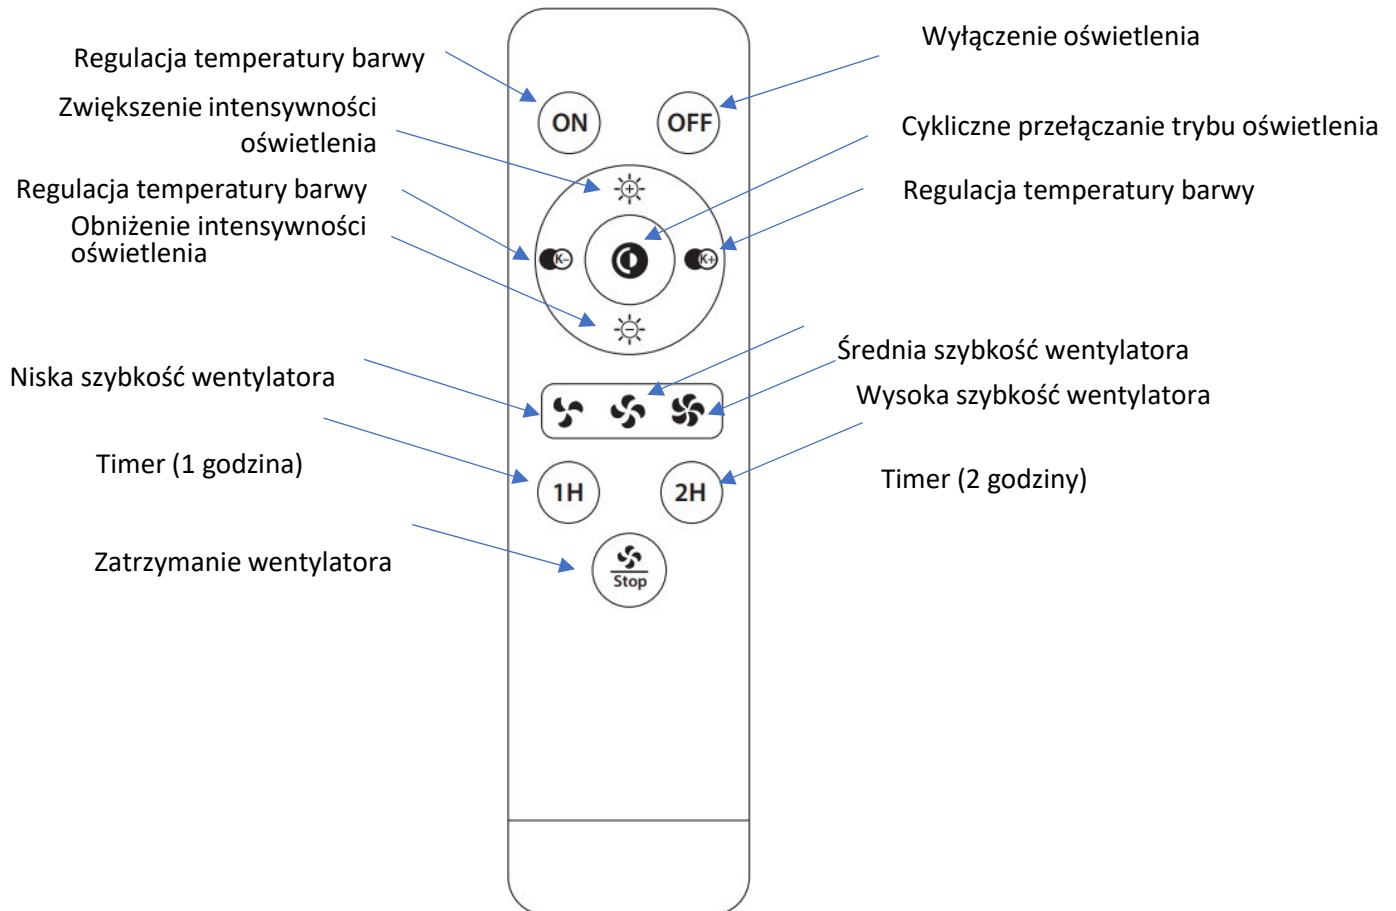 Wyłączenie oświetlenia
Regulacja temperatury barwy
Zwiększenie intensywności
oświetlenia
ON
OFF
Cykliczne przełączanie trybu oświetlenia
Regulacja temperatury barwy
Regulacja temperatury barwy
Obniżenie intensywności
oświetlenia
K-
K+
Średnia szybkość wentylatora
Niska szybkość wentylatora
Wysoka szybkość wentylatora
Timer (1 godzina)
1H
2H
Timer (2 godziny)
Zatrzymanie wentylatora
Stop